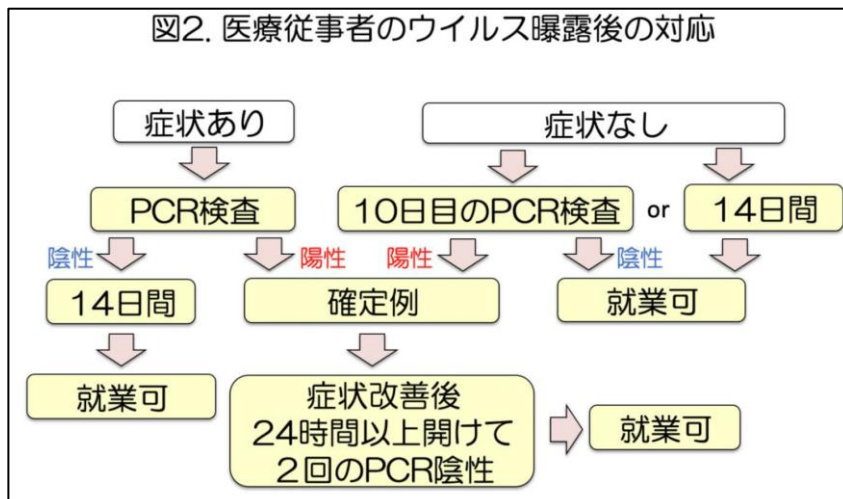 図2. 医療従事者のウイルス曝露後の対応
症状あり
症状なし
PCR検査
10日目のPCR検査 or 14日間
陰性
陽性
陽性
陰性
14日間
確定例
就業可
就業可
症状改善後
24時間以上開けて
2回のPCR陰性
就業可